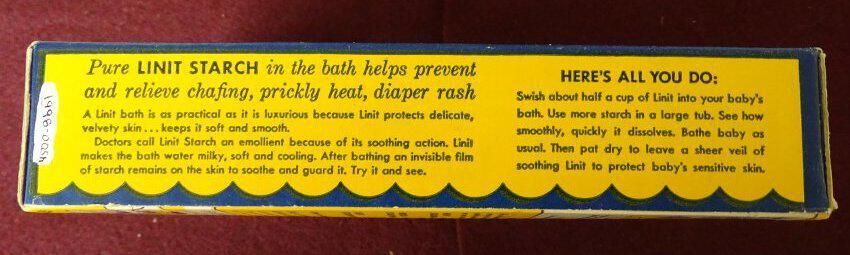 Pure LINIT STARCH in the bath helps prevent
and relieve chafing, prickly heat, diaper rash
A Linit bath is as practical as it is luxurious because Linit protects delicate,
velvety skin...keeps it soft and smooth.
Doctors call Linit Starch an emollient because of its soothing action. Linit
makes the bath water milky, soft and cooling. After bathing an invisible film
of starch remains on the skin to soothe and guard it. Try it and see.
HERE'S ALL YOU DO:
Swish about half a cup of Linit into your baby's
bath. Use more starch in a large tub. See how
smoothly, quickly it dissolves. Bathe baby as
usual. Then pat dry to leave a sheer veil of
soothing Linit to protect baby's sensitive skin.